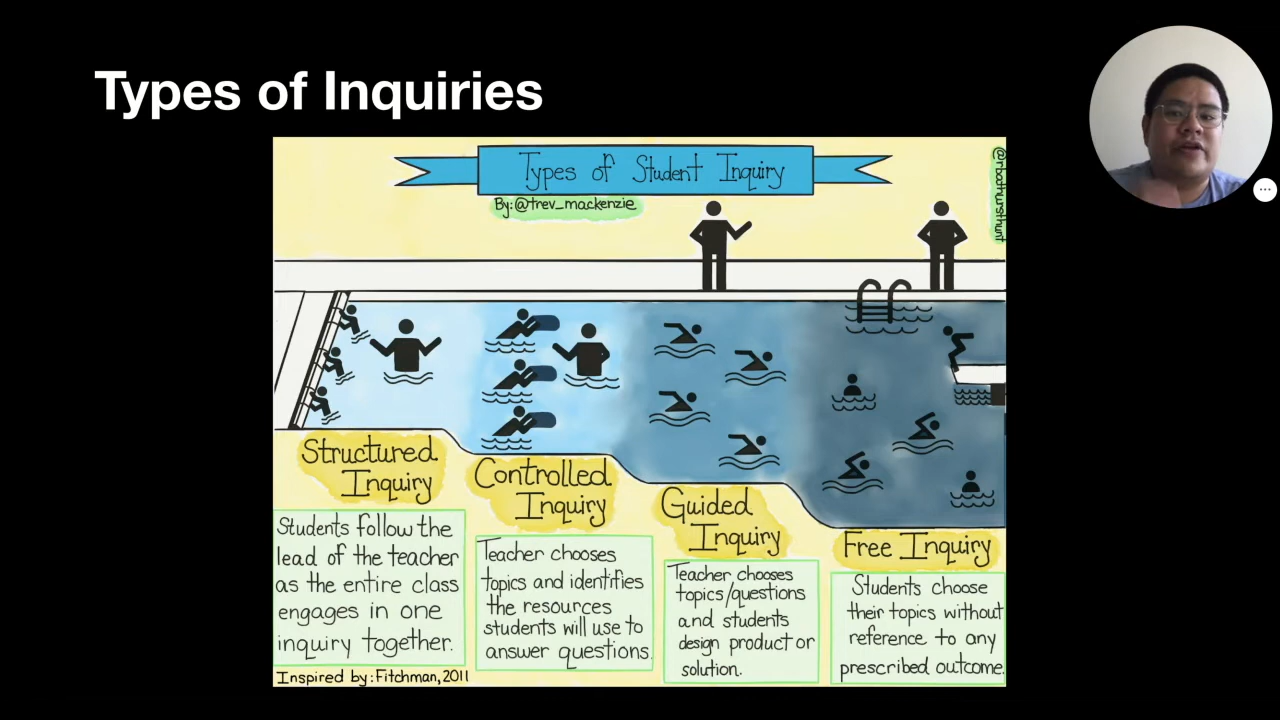 Types of Inquiries
Types of Student Inquiry
By:@trev_mackenzie
@rbathursthunt
Structured
Inquiry
Students follow the
lead of the teacher
as the entire class
engages in one
inquiry together.
Controlled
Inquiry
Teacher chooses
topics and identifies
the resources
students will use to
answer questions.
Guided
Inquiry
Teacher chooses
topics/questions
and students
design product or
solution.
Free Inquiry
Students choose
their topics without
reference to any
prescribed outcome.
Inspired by:Fitchman,2011